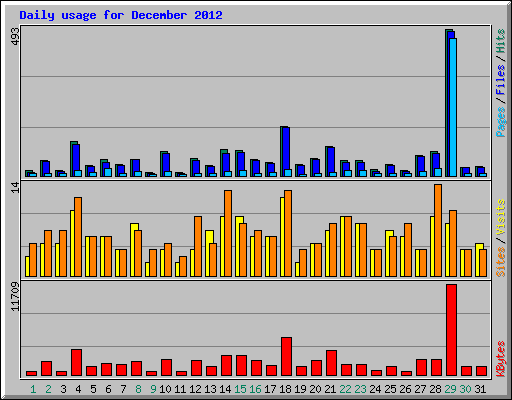 Daily usage for December 2012
493
Pages / Files / Hits
14
Sites / Visits
11709
KBytes
1 2 3 4 5 6 7 8 9 10 11 12 13 14 15 16 17 18 19 20 21 22 23 24 25 26 27 28 29 30 31